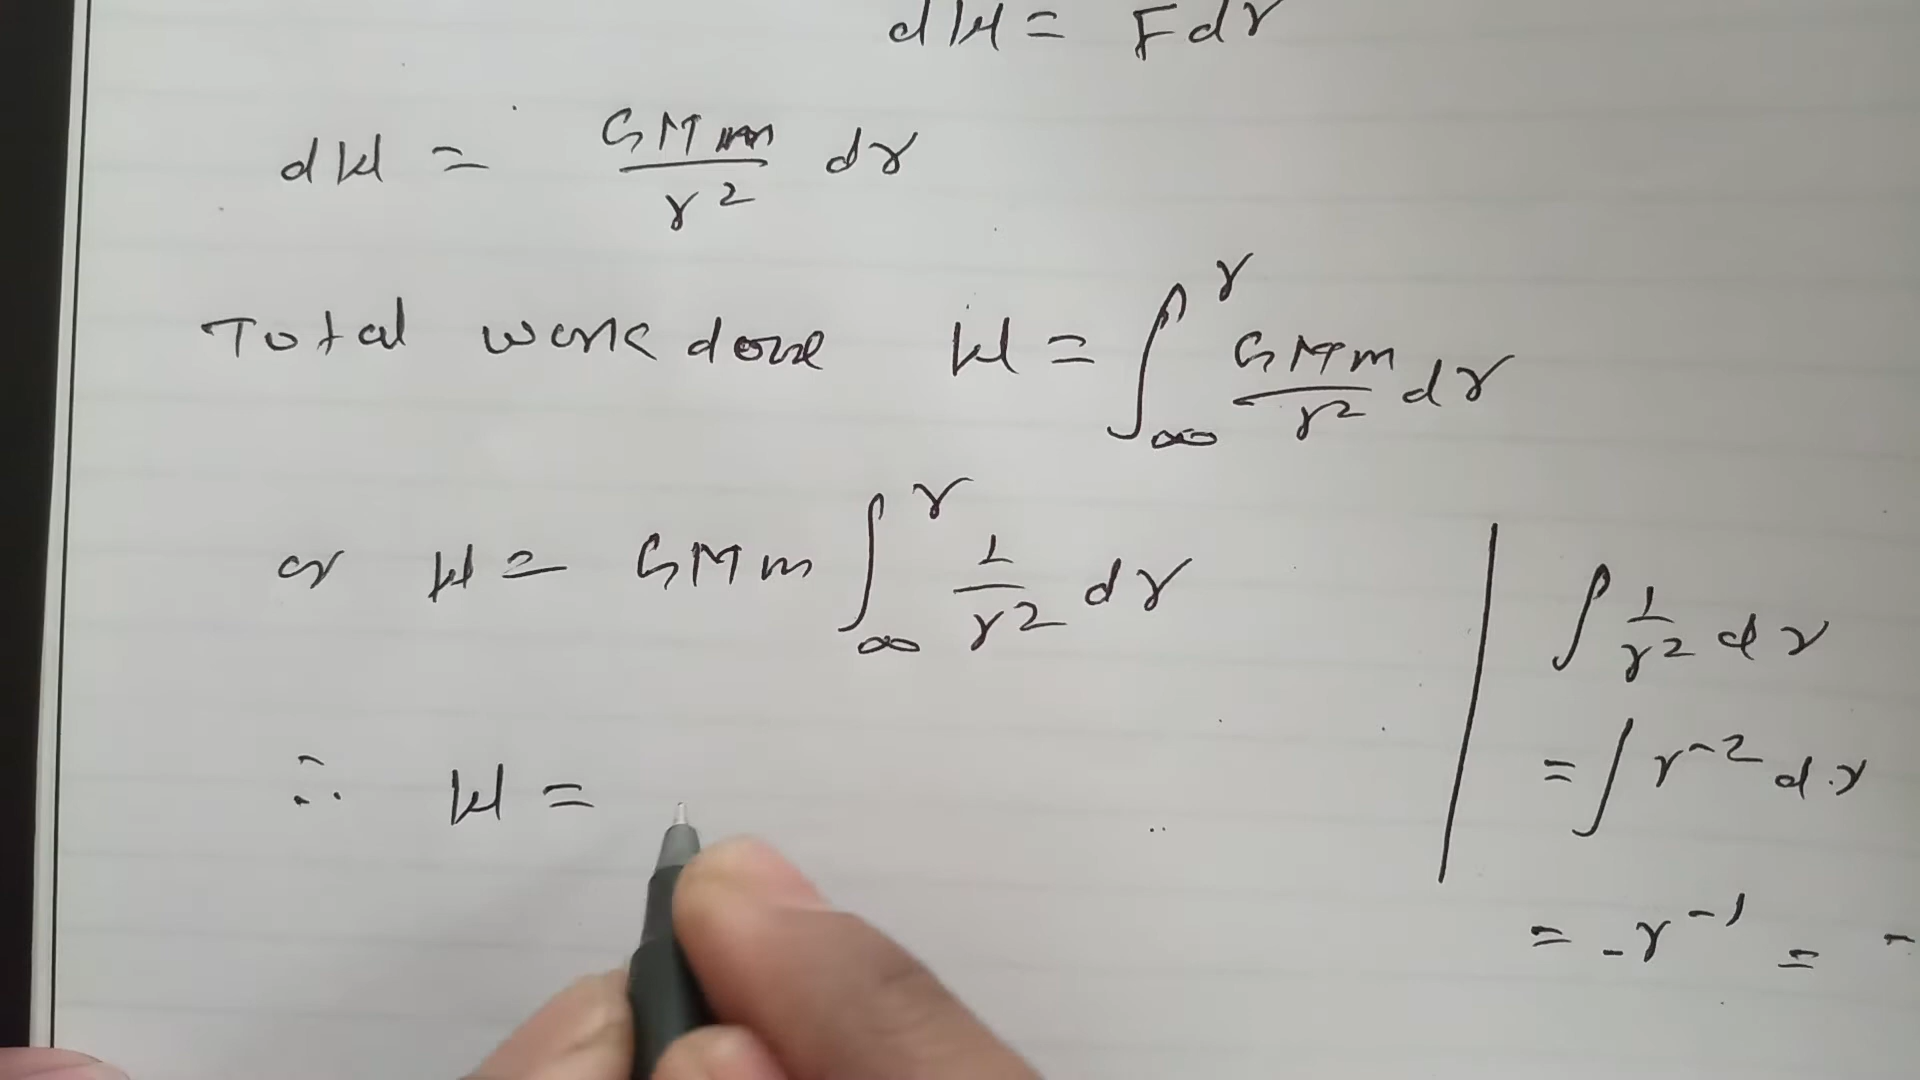 dW = Fdr
dW = GMm/r² dr
Total work done W = ∫_∞^r GMm/r² dr
or W = GMm ∫_∞^r 1/r² dr
∴ W =
∫ 1/r² dr
= ∫ r⁻² dr
= -r⁻¹ = -